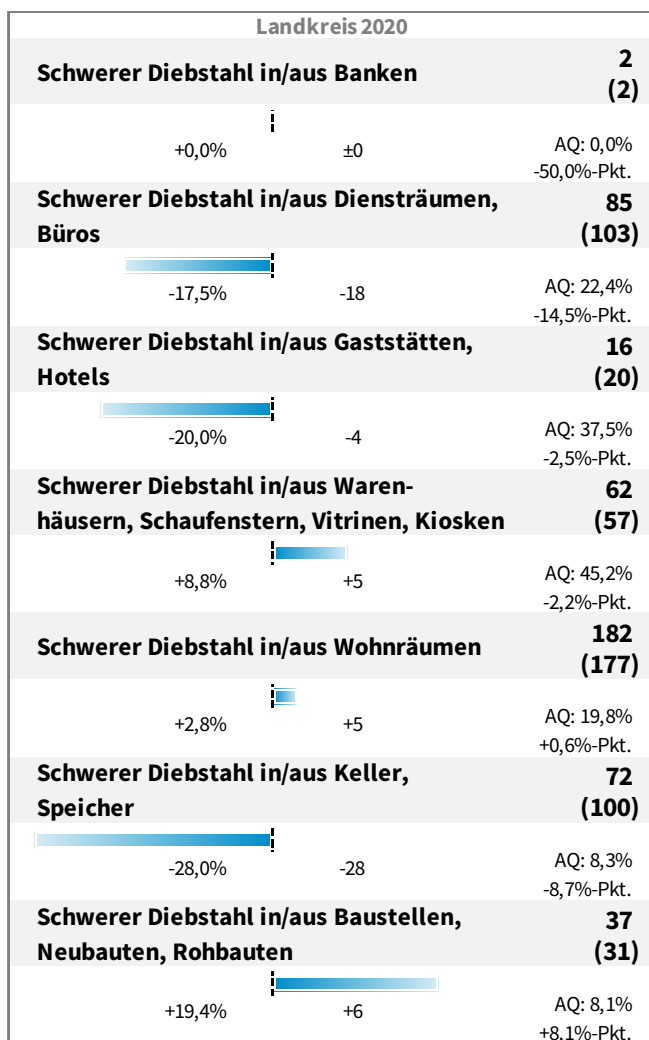 Landkreis 2020
Schwerer Diebstahl in/aus Banken
2
(2)
+0,0% ±0 AQ: 0,0%
-50,0%-Pkt.
Schwerer Diebstahl in/aus Diensträumen,
Büros
85
(103)
-17,5% -18 AQ: 22,4%
-14,5%-Pkt.
Schwerer Diebstahl in/aus Gaststätten,
Hotels
16
(20)
-20,0% -4 AQ: 37,5%
-2,5%-Pkt.
Schwerer Diebstahl in/aus Waren-
häusern, Schaufenstern, Vitrinen, Kiosken
62
(57)
+8,8% +5 AQ: 45,2%
-2,2%-Pkt.
Schwerer Diebstahl in/aus Wohnräumen
182
(177)
+2,8% +5 AQ: 19,8%
+0,6%-Pkt.
Schwerer Diebstahl in/aus Keller,
Speicher
72
(100)
-28,0% -28 AQ: 8,3%
-8,7%-Pkt.
Schwerer Diebstahl in/aus Baustellen,
Neubauten, Rohbauten
37
(31)
+19,4% +6 AQ: 8,1%
+8,1%-Pkt.